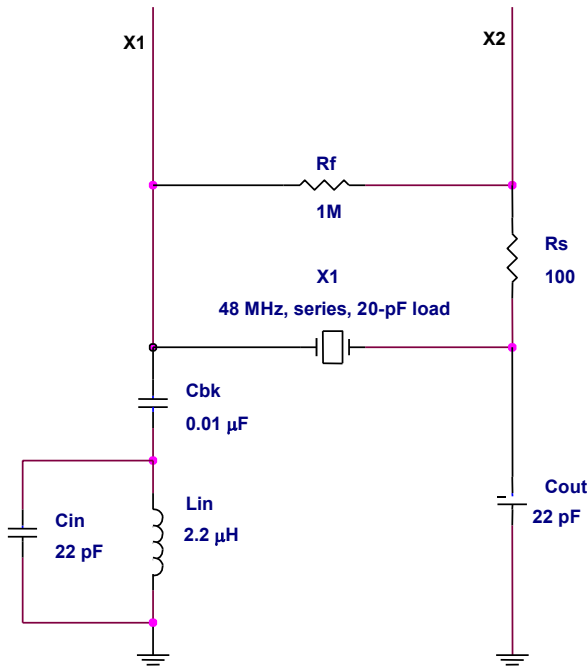 X1
X2
Rf
1M
Rs
100
X1
48 MHz, series, 20-pF load
Cbk
0.01 μF
Cin
22 pF
Lin
2.2 μH
Cout
22 pF